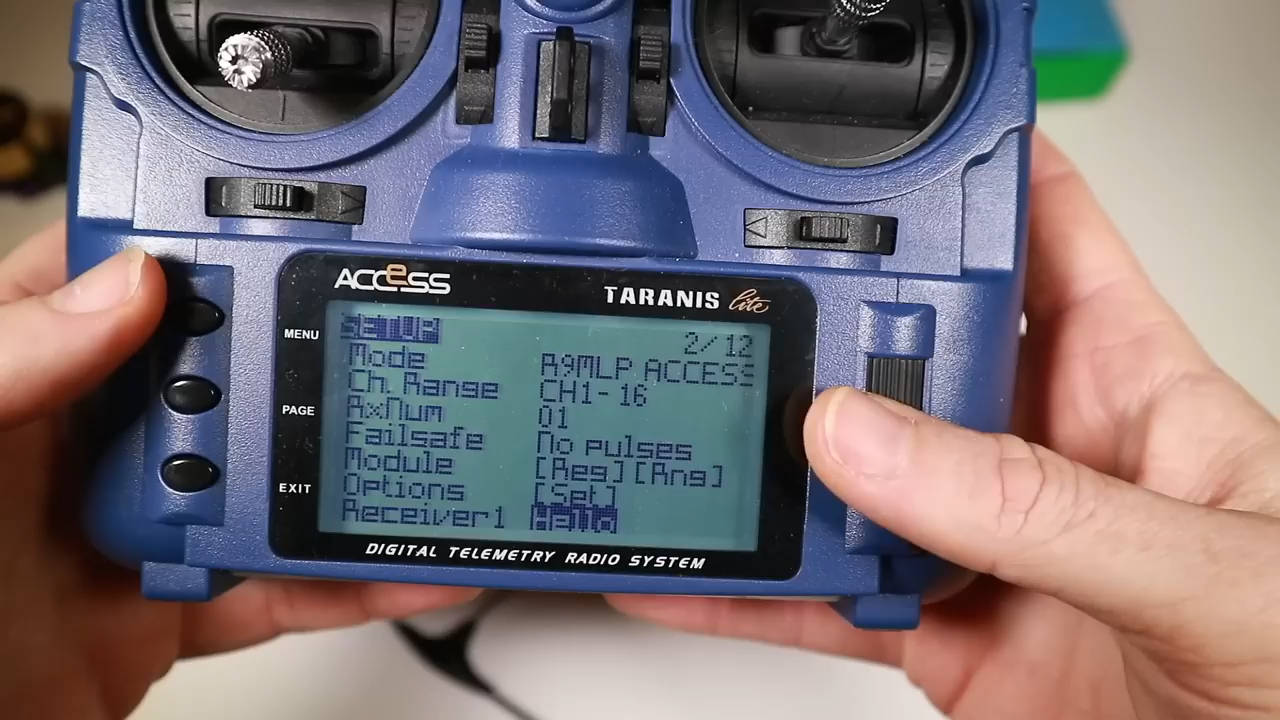 ACCESS
TARANIS lite
MENU
PAGE
EXIT
SETUP 2/12
Mode R9MLP ACCESS
Ch. Range CH1-16
RxNum 01
Failsafe No pulses
Module [Reg][Rng]
Options [Set]
Receiver1
DIGITAL TELEMETRY RADIO SYSTEM